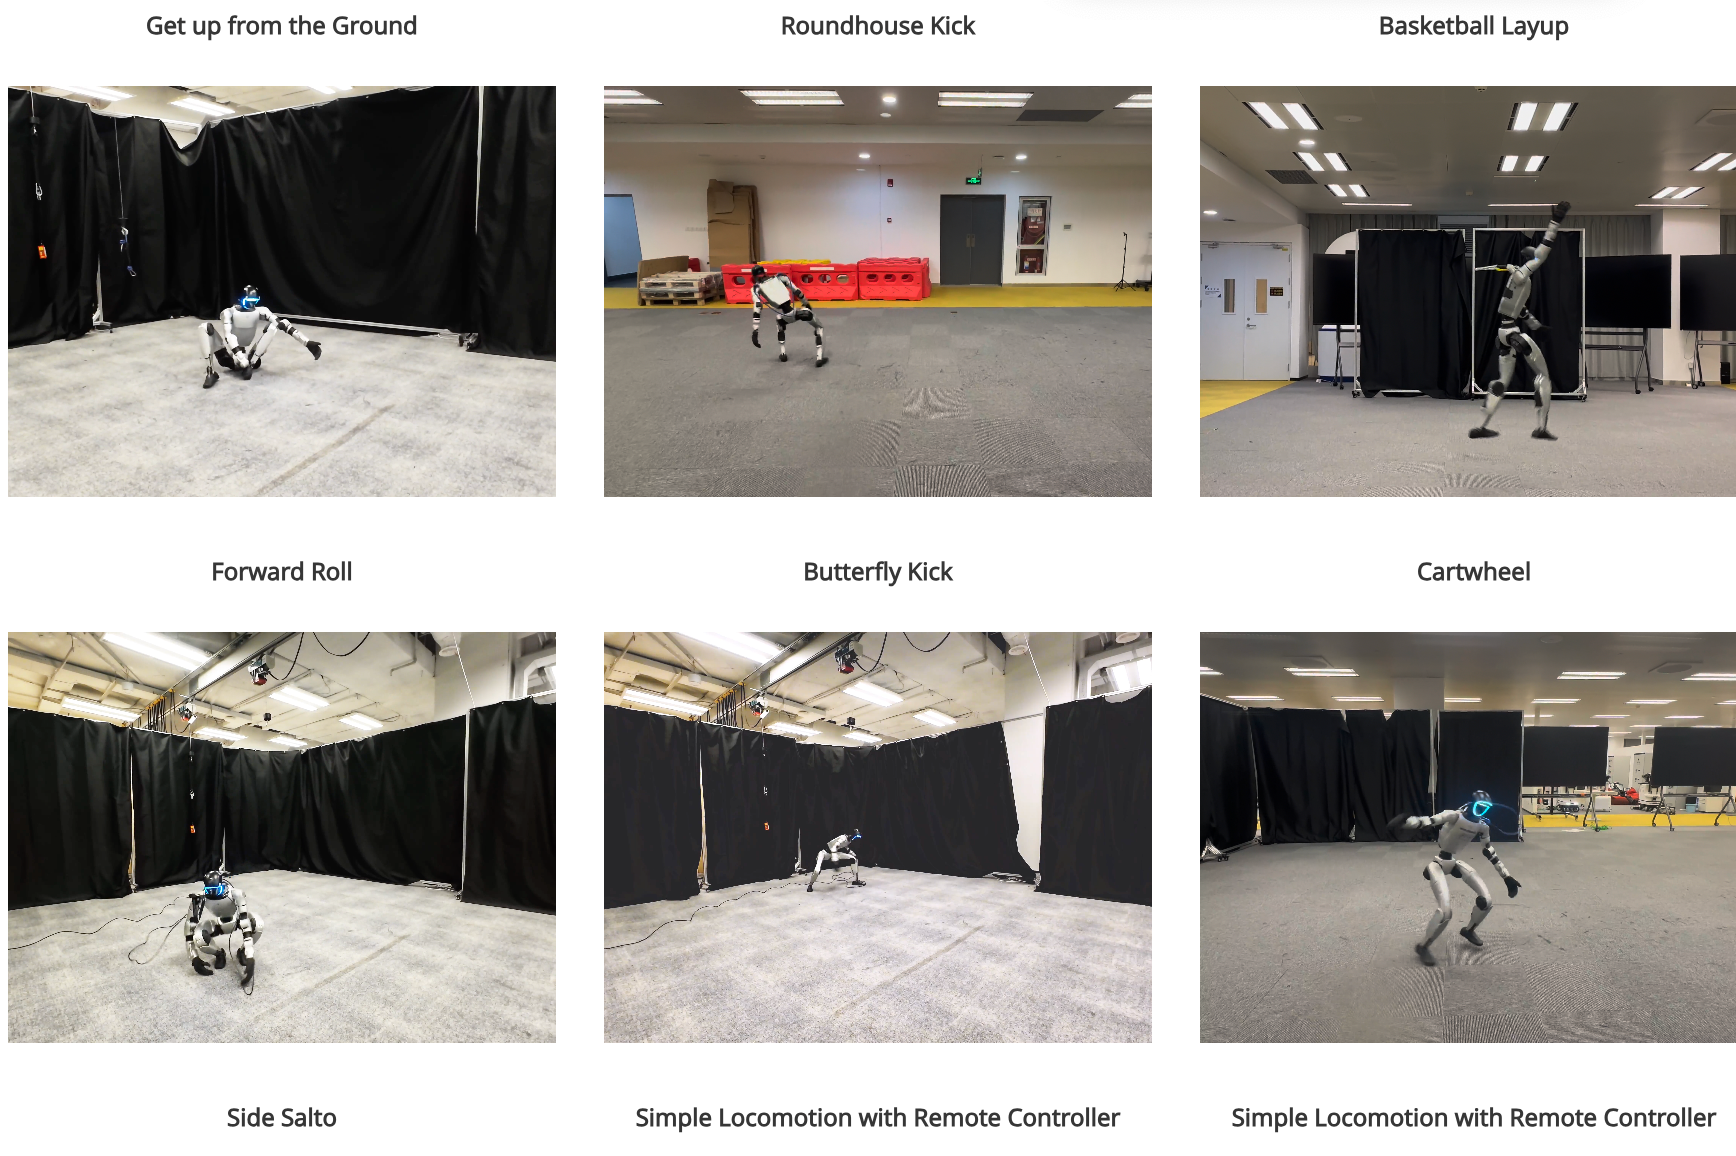 Get up from the Ground
Roundhouse Kick
Basketball Layup
Forward Roll
Butterfly Kick
Cartwheel
Side Salto
Simple Locomotion with Remote Controller
Simple Locomotion with Remote Controller